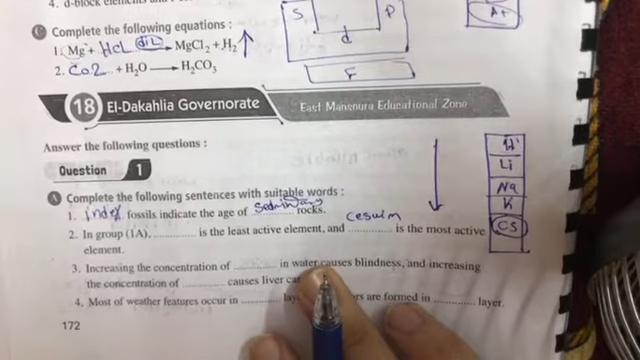 4. d-block elements and
S P
d
F
Ar
C Complete the following equations :
1. Mg + HCL dil → MgCl₂ + H₂ ↑
2. CO2 + H₂O → H₂CO₃
18 El-Dakahlia Governorate East Mansoura Educational Zone
Answer the following questions :
Question 1
A Complete the following sentences with suitable words :
1. index fossils indicate the age of ............ rocks.
2. In group (1A), ............ is the least active element, and cesuim is the most active
element.
3. Increasing the concentration of ............ in water causes blindness, and increasing
the concentration of ............ causes liver
4. Most of weather features occur in ............ are formed in ............ layer.
H
Li
Na
K
CS
172